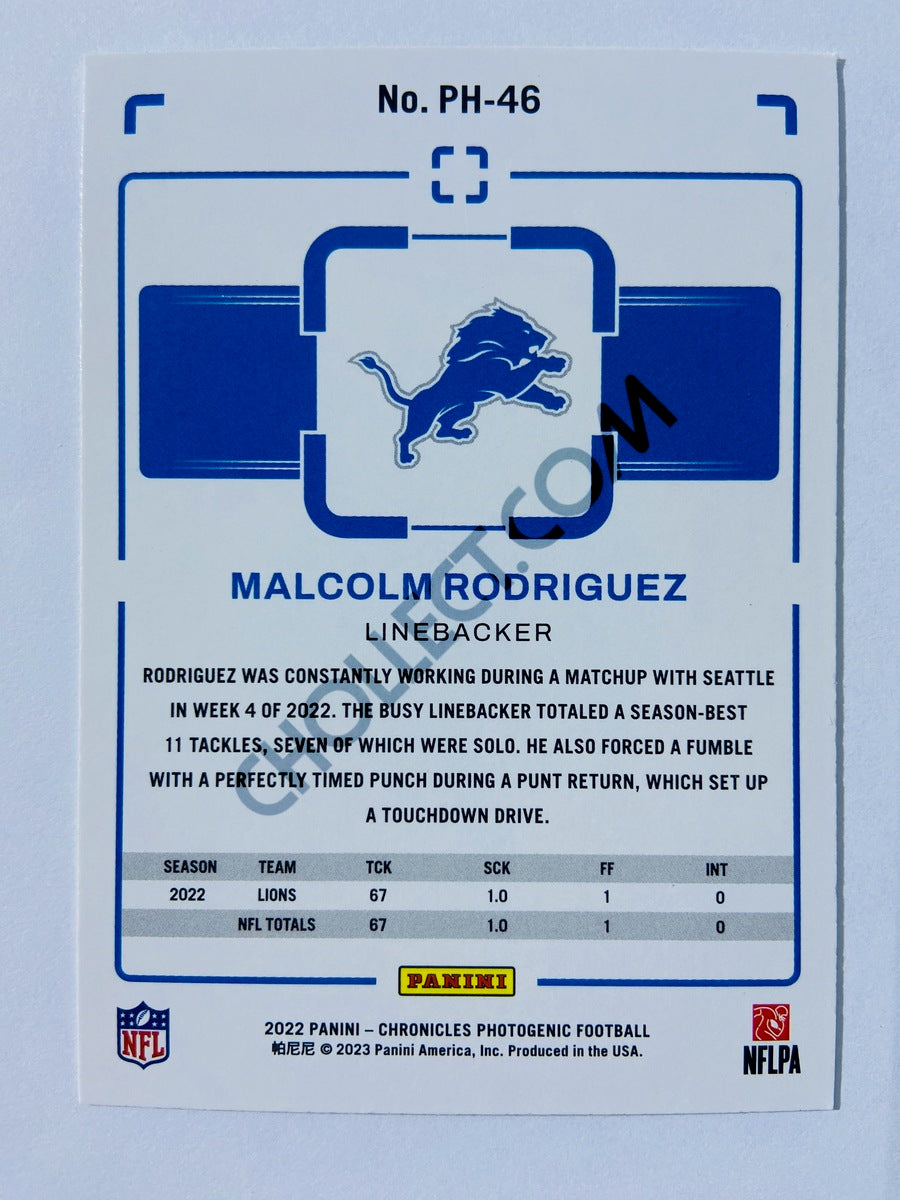 No. PH-46
MALCOLM RODRIGUEZ
LINEBACKER
RODRIGUEZ WAS CONSTANTLY WORKING DURING A MATCHUP WITH SEATTLE
IN WEEK 4 OF 2022. THE BUSY LINEBACKER TOTALED A SEASON-BEST
11 TACKLES, SEVEN OF WHICH WERE SOLO. HE ALSO FORCED A FUMBLE
WITH A PERFECTLY TIMED PUNCH DURING A PUNT RETURN, WHICH SET UP
A TOUCHDOWN DRIVE.
CHOLLECT.COM
SEASON TEAM TCK SCK FF INT
2022 LIONS 67 1.0 1 0
NFL TOTALS 67 1.0 1 0
PANINI
NFL
2022 PANINI – CHRONICLES PHOTOGENIC FOOTBALL
帕尼尼 © 2023 Panini America, Inc. Produced in the USA.
NFLPA